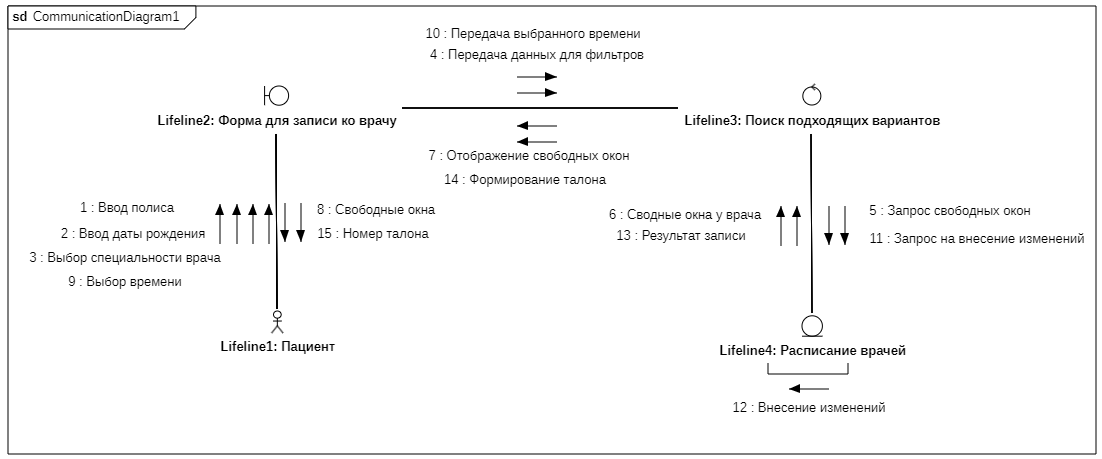 sd CommunicationDiagram1
10 : Передача выбранного времени
4 : Передача данных для фильтров
Lifeline2: Форма для записи ко врачу
Lifeline3: Поиск подходящих вариантов
7 : Отображение свободных окон
14 : Формирование талона
1 : Ввод полиса
2 : Ввод даты рождения
3 : Выбор специальности врача
9 : Выбор времени
8 : Свободные окна
15 : Номер талона
6 : Сводные окна у врача
13 : Результат записи
5 : Запрос свободных окон
11 : Запрос на внесение изменений
Lifeline1: Пациент
Lifeline4: Расписание врачей
12 : Внесение изменений